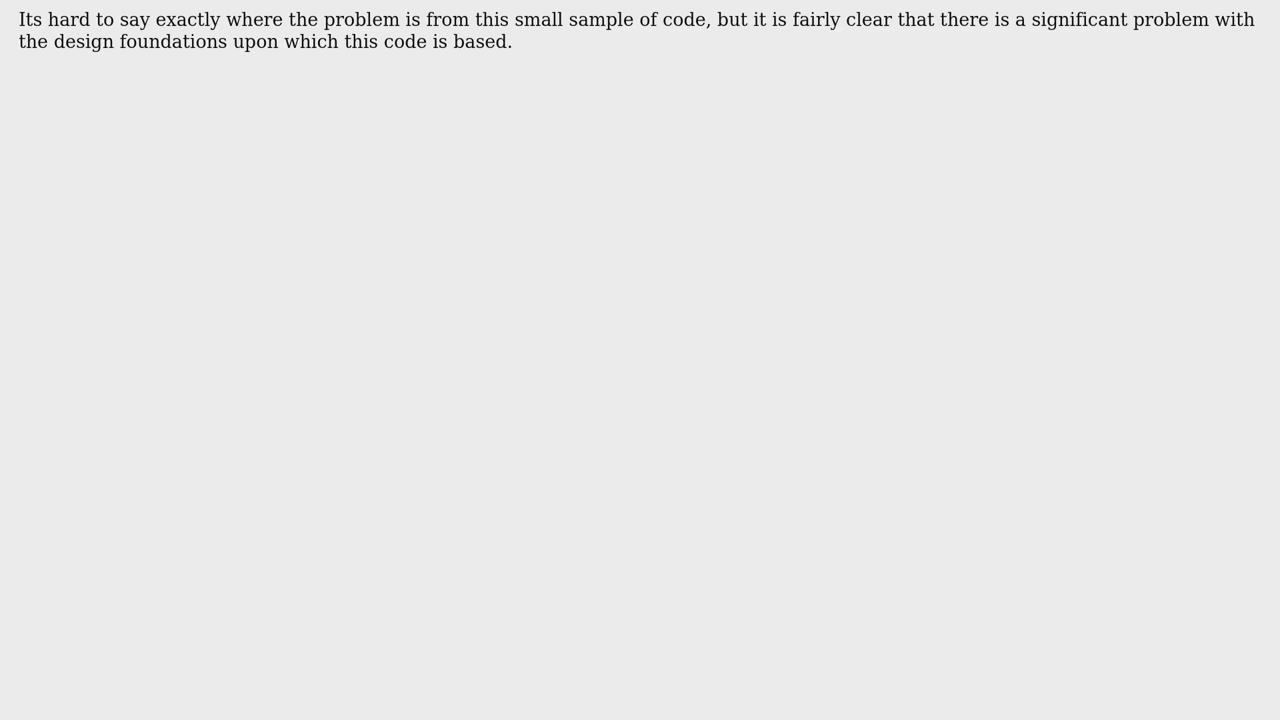 Its hard to say exactly where the problem is from this small sample of code, but it is fairly clear that there is a significant problem with
the design foundations upon which this code is based.